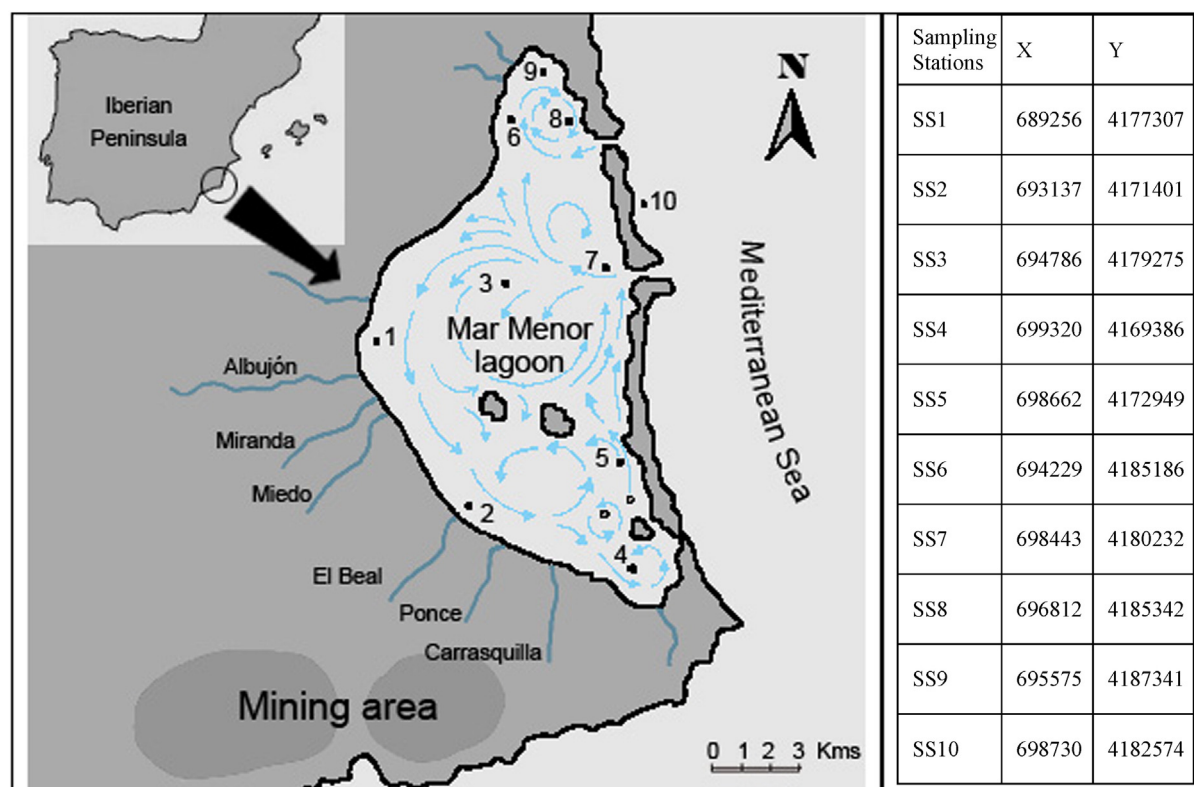 Iberian
Peninsula
N
9
8
6
10
7
3
Mar Menor
lagoon
1
Albujón
Miranda
Miedo
5
2
4
El Beal
Ponce
Carrasquilla
Mining area
Mediterranean Sea
0 1 2 3 Kms
Sampling Stations X Y
SS1 689256 4177307
SS2 693137 4171401
SS3 694786 4179275
SS4 699320 4169386
SS5 698662 4172949
SS6 694229 4185186
SS7 698443 4180232
SS8 696812 4185342
SS9 695575 4187341
SS10 698730 4182574